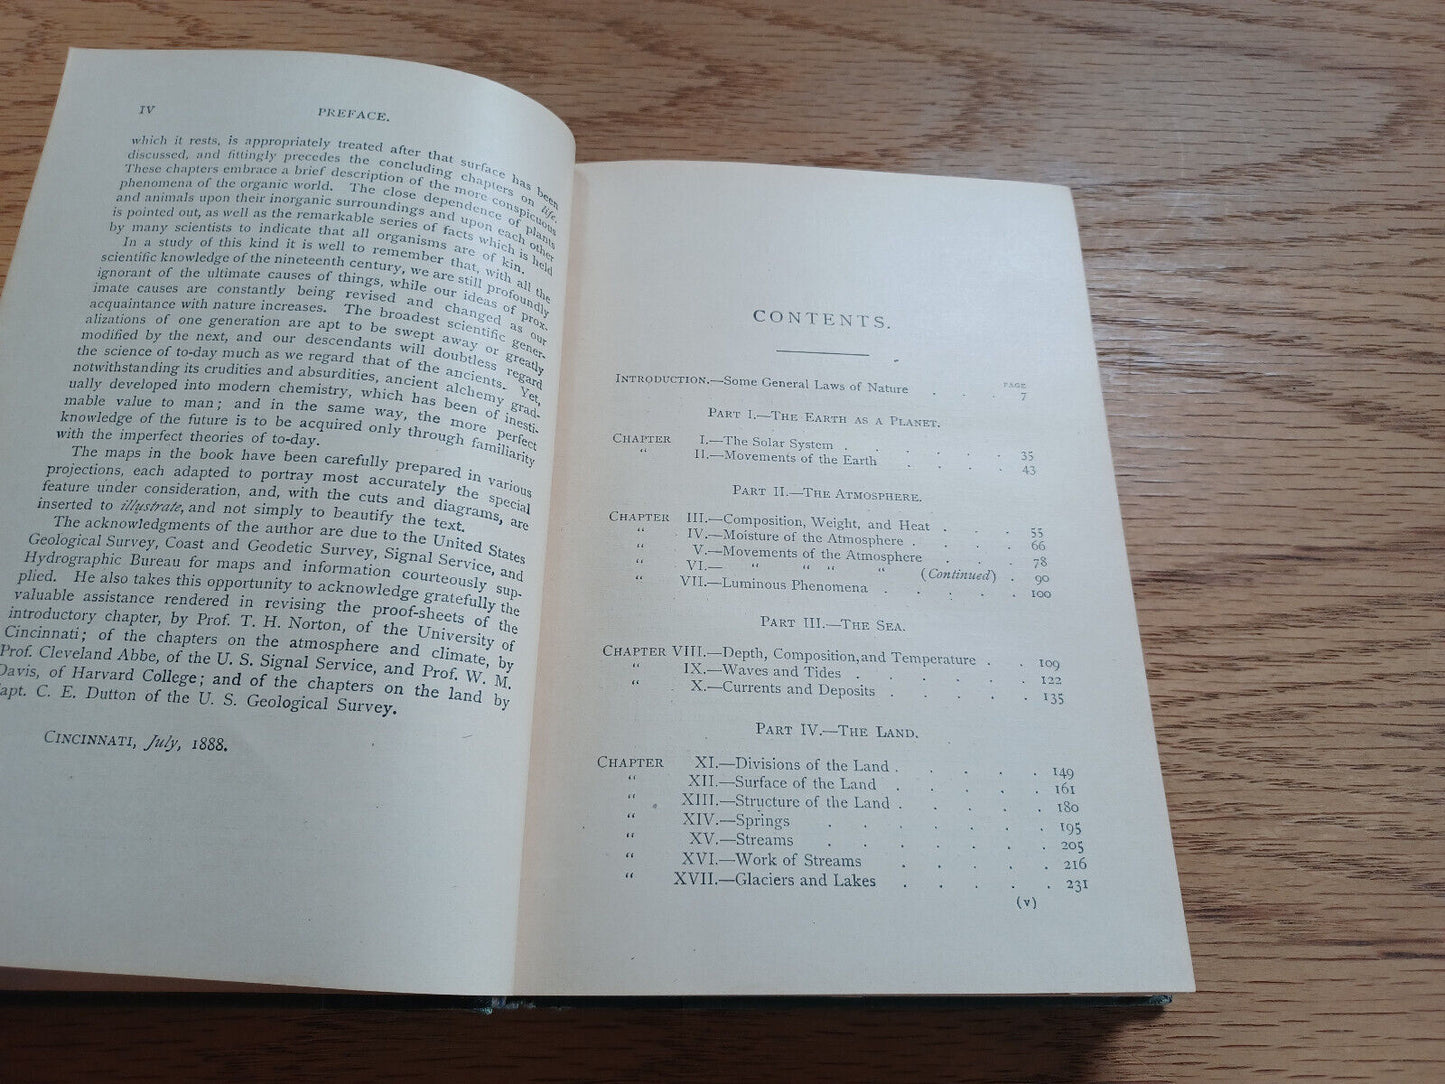 IV PREFACE.
which it rests, is appropriately treated after that surface has been
discussed, and fittingly precedes the concluding chapters on life.
These chapters embrace a brief description of the more conspicuous
phenomena of the organic world. The close dependence of plants
and animals upon their inorganic surroundings and upon each other
is pointed out, as well as the remarkable series of facts which is held
by many scientists to indicate that all organisms are of kin.
In a study of this kind it is well to remember that, with all the
scientific knowledge of the nineteenth century, we are still profoundly
ignorant of the ultimate causes of things, while our ideas of prox-
imate causes are constantly being revised and changed as our
acquaintance with nature increases. The broadest scientific gener-
alizations of one generation are apt to be swept away or greatly
modified by the next, and our descendants will doubtless regard
the science of to-day much as we regard that of the ancients. Yet,
notwithstanding its crudities and absurdities, ancient alchemy grad-
ually developed into modern chemistry, which has been of inesti-
mable value to man; and in the same way, the more perfect
knowledge of the future is to be acquired only through familiarity
with the imperfect theories of to-day.
The maps in the book have been carefully prepared in various
projections, each adapted to portray most accurately the special
feature under consideration, and, with the cuts and diagrams, are
inserted to illustrate, and not simply to beautify the text.
The acknowledgments of the author are due to the United States
Geological Survey, Coast and Geodetic Survey, Signal Service, and
Hydrographic Bureau for maps and information courteously sup-
plied. He also takes this opportunity to acknowledge gratefully the
valuable assistance rendered in revising the proof-sheets of the
introductory chapter, by Prof. T. H. Norton, of the University of
Cincinnati; of the chapters on the atmosphere and climate, by
Prof. Cleveland Abbe, of the U. S. Signal Service, and Prof. W. M.
Davis, of Harvard College; and of the chapters on the land by
Capt. C. E. Dutton of the U. S. Geological Survey.
CINCINNATI, July, 1888.
CONTENTS.
PAGE
INTRODUCTION.—Some General Laws of Nature . . . 7
PART I.—THE EARTH AS A PLANET.
CHAPTER I.—The Solar System . . . . . . 35
“ II.—Movements of the Earth . . . . 43
PART II.—THE ATMOSPHERE.
CHAPTER III.—Composition, Weight, and Heat . . . 55
“ IV.—Moisture of the Atmosphere . . . . 66
“ V.—Movements of the Atmosphere . . . 78
“ VI.— “ “ “ “ (Continued) . 90
“ VII.—Luminous Phenomena . . . . . 100
PART III.—THE SEA.
CHAPTER VIII.—Depth, Composition, and Temperature . . 109
“ IX.—Waves and Tides . . . . . 122
“ X.—Currents and Deposits . . . . 135
PART IV.—THE LAND.
CHAPTER XI.—Divisions of the Land . . . . . 149
“ XII.—Surface of the Land . . . . . 161
“ XIII.—Structure of the Land . . . . . 180
“ XIV.—Springs . . . . . . 195
“ XV.—Streams . . . . . . 205
“ XVI.—Work of Streams . . . . . 216
“ XVII.—Glaciers and Lakes . . . . . 231
(v)